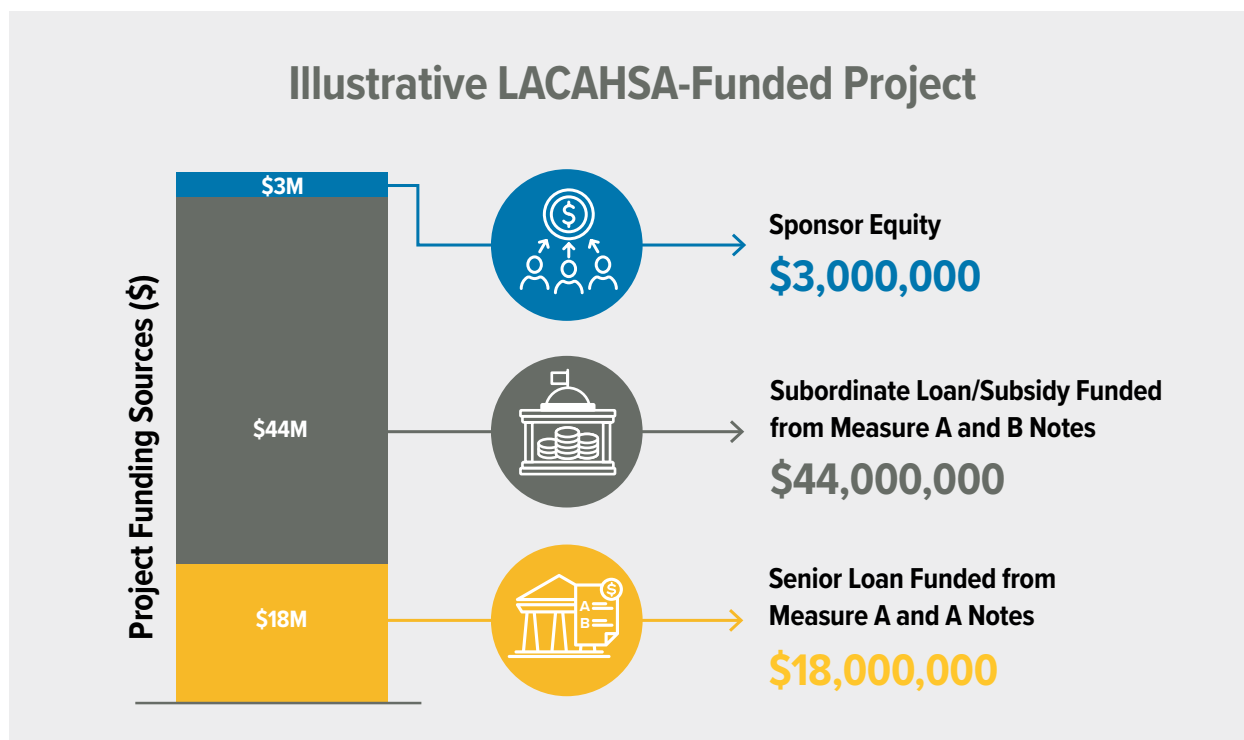 Illustrative LACAHSA-Funded Project
Project Funding Sources ($)
$3M
$44M
$18M
$
Sponsor Equity
$3,000,000
Subordinate Loan/Subsidy Funded
from Measure A and B Notes
$44,000,000
$
A
B
Senior Loan Funded from
Measure A and A Notes
$18,000,000